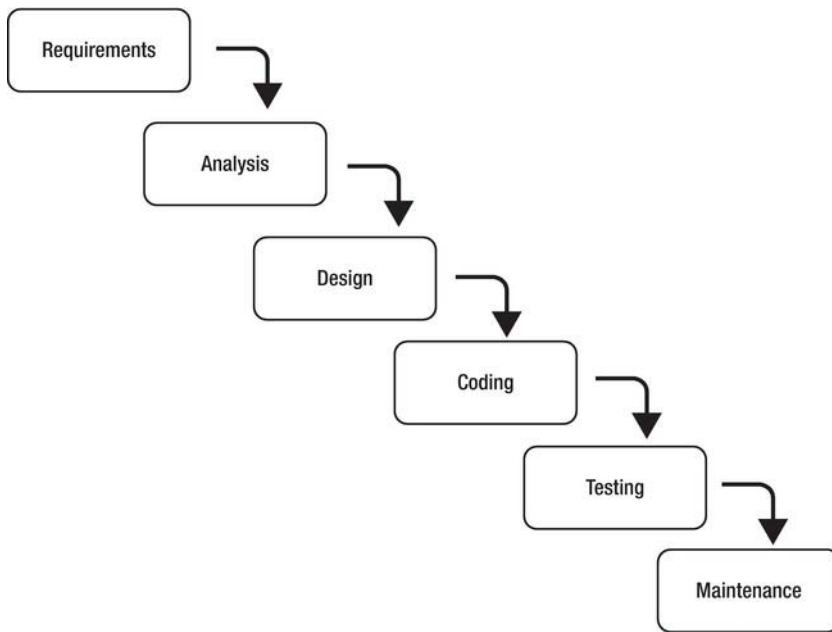 Requirements
Analysis
Design
Coding
Testing
Maintenance